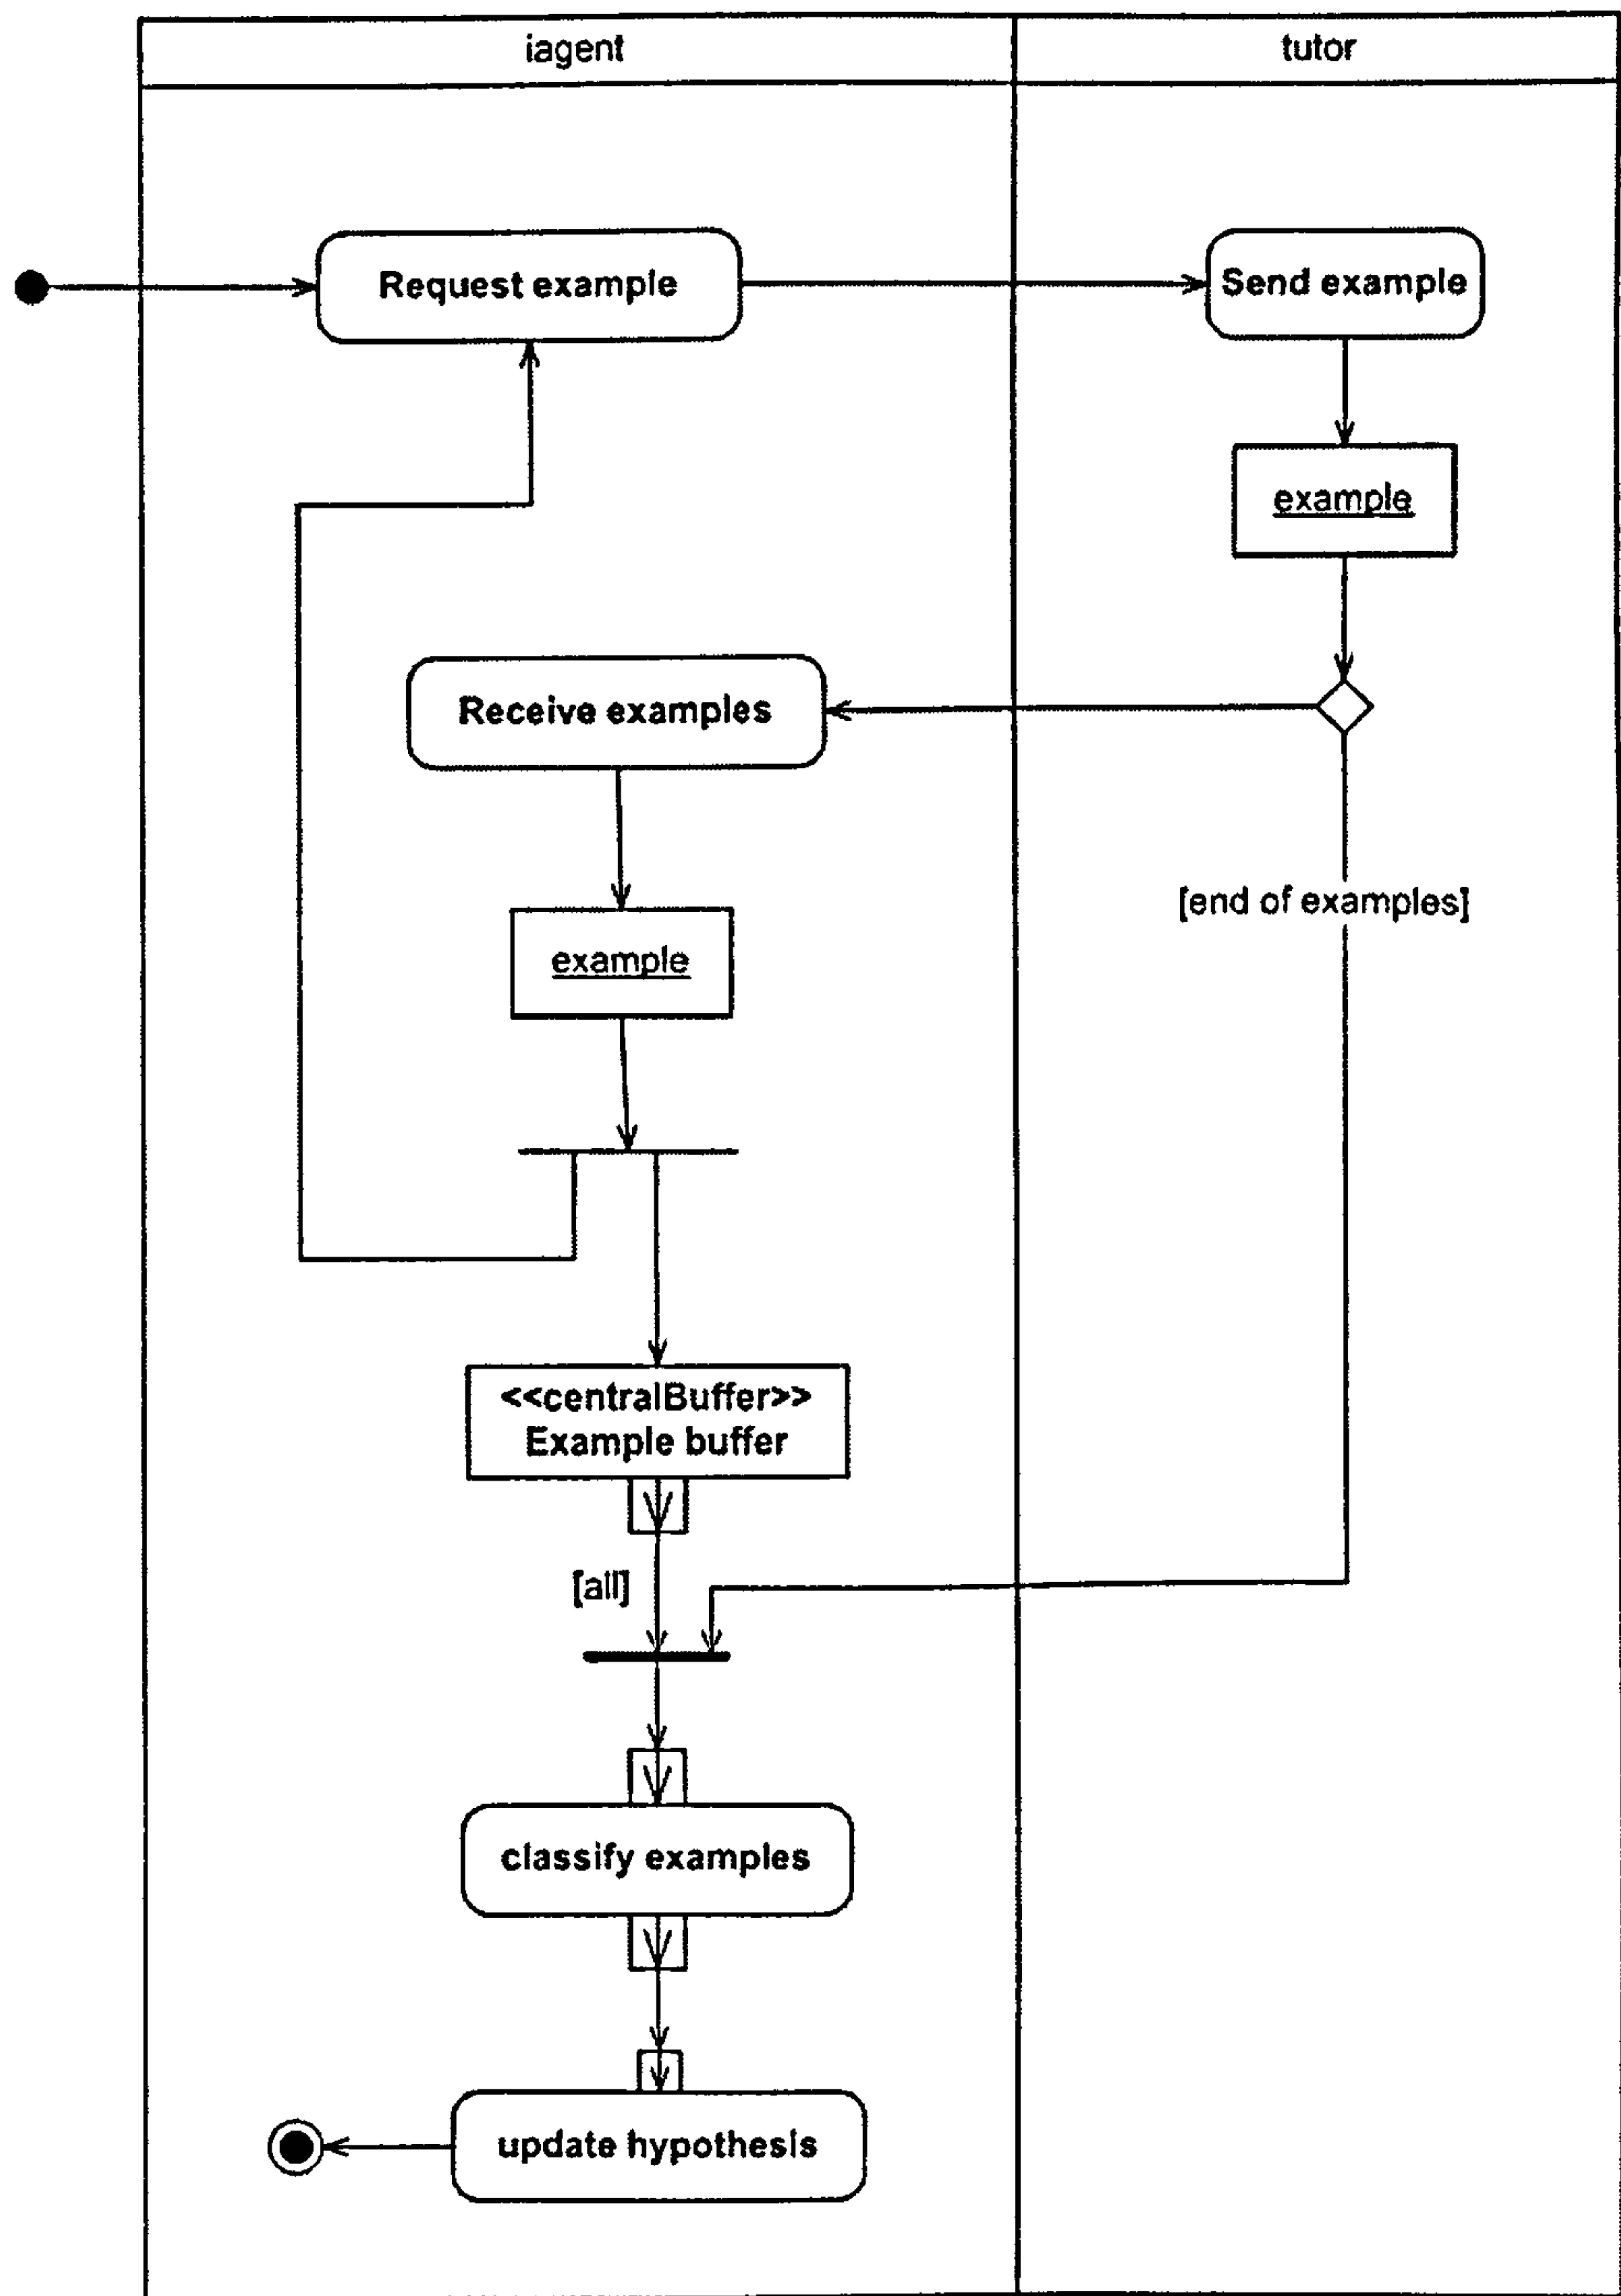 iagent
tutor
Request example
Send example
example
Receive examples
[end of examples]
example
<<centralBuffer>>
Example buffer
[all]
classify examples
update hypothesis